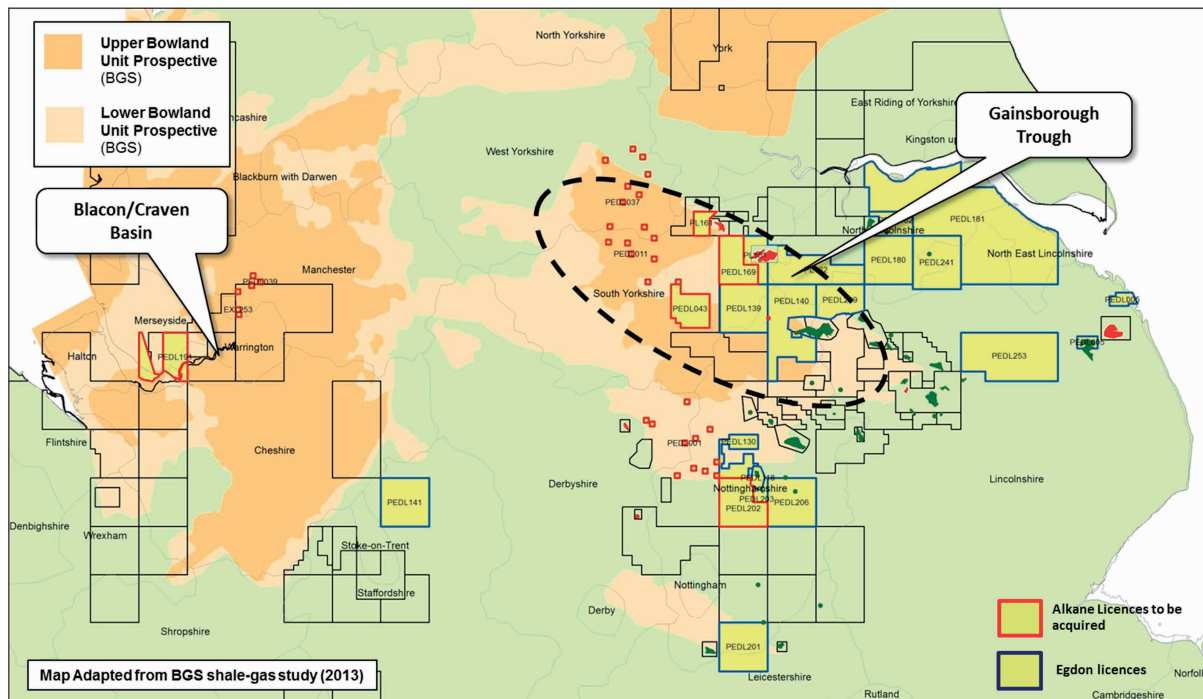 Upper Bowland
Unit Prospective
(BGS)
Lower Bowland
Unit Prospective
(BGS)
North Yorkshire
York
East Riding of Yorkshire
Kingston up
Gainsborough
Trough
West Yorkshire
Blackburn with Darwen
Blacon/Craven
Basin
PEDL037
PEDL011
PEDL181
North East Lincolnshire
PEDL180
PEDL241
PEDL169
Manchester
South Yorkshire
PEDL043
PEDL139
PEDL140
PEDL005
Merseyside
Warrington
Halton
PEDL191
PEDL253
Flintshire
Cheshire
PEDL001
PEDL130
Derbyshire
Nottinghamshire
Lincolnshire
PEDL141
PEDL203
PEDL202
PEDL206
Denbighshire
Wrexham
Stoke-on-Trent
Staffordshire
Nottingham
Derby
Shropshire
PEDL201
Leicestershire
Rutland
Norfol
Cambridgeshire
Alkane Licences to be
acquired
Egdon licences
Map Adapted from BGS shale-gas study (2013)